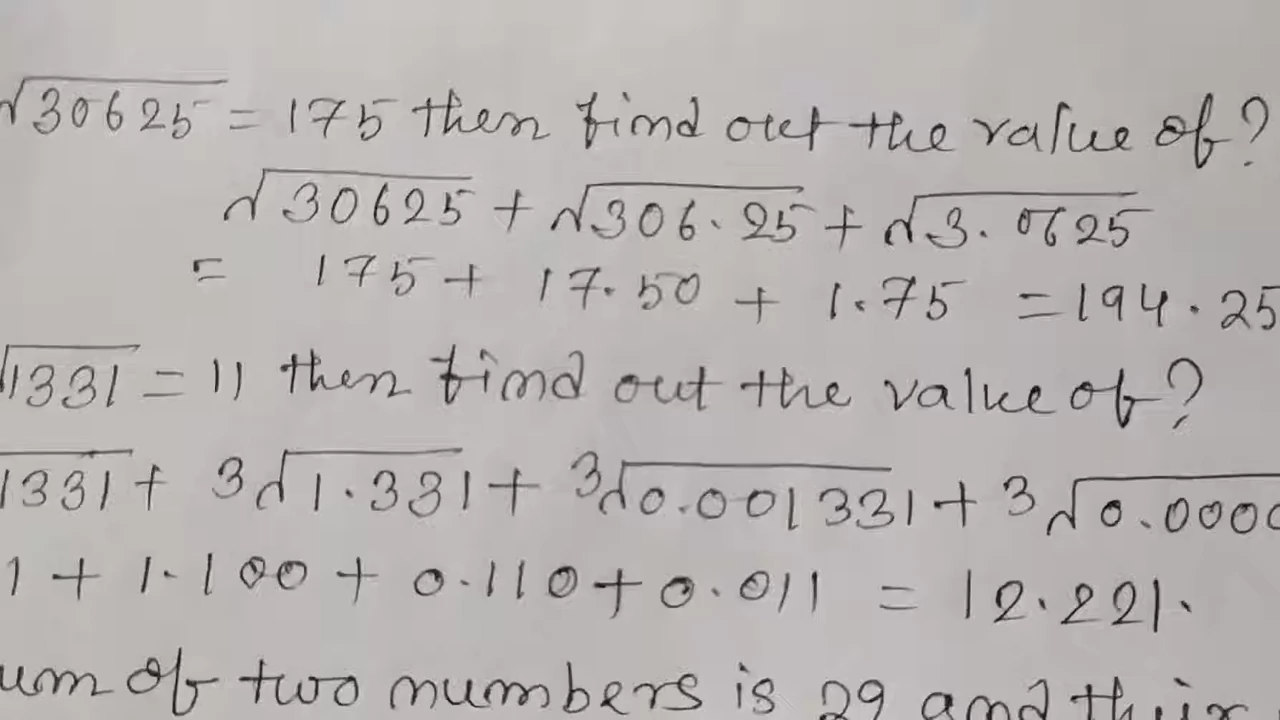 √30625 = 175 then find out the value of?
√30625 + √306.25 + √3.0625
= 175 + 17.50 + 1.75 = 194.25
√1331 = 11 then find out the value of?
1331 + 3√1.331 + 3√0.001331 + 3√0.000
1 + 1.100 + 0.110 + 0.011 = 12.221.
um of two numbers is 29 and their